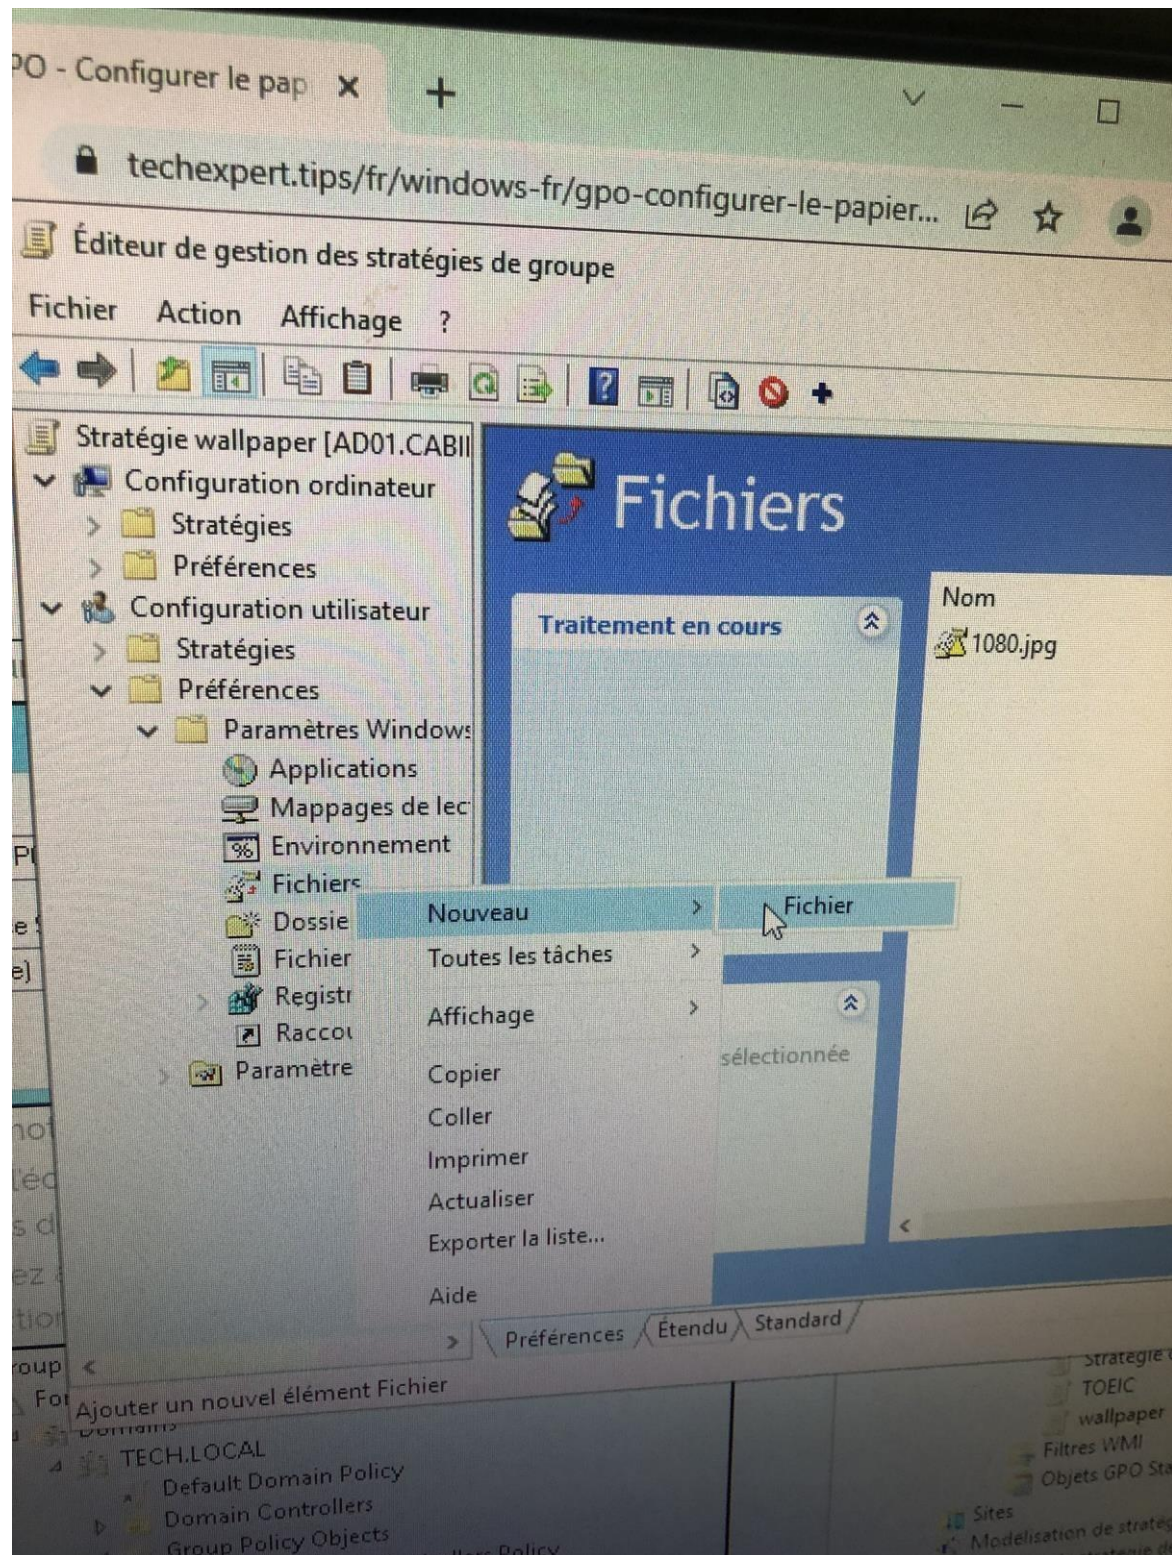 PO - Configurer le pap
techexpert.tips/fr/windows-fr/gpo-configurer-le-papier...
Éditeur de gestion des stratégies de groupe
Fichier Action Affichage ?
Stratégie wallpaper [AD01.CABI
Configuration ordinateur
Stratégies
Préférences
Configuration utilisateur
Stratégies
Préférences
Paramètres Windows
Applications
Mappages de lec
Environnement
Fichiers
Dossie
Fichier
Registr
Raccou
Paramètre
Fichiers
Traitement en cours
Nom
1080.jpg
Nouveau
Fichier
Toutes les tâches
Affichage
Copier
Coller
Imprimer
Actualiser
Exporter la liste...
Aide
sélectionnée
Préférences Étendu Standard
Ajouter un nouvel élément Fichier
Domains
TECH.LOCAL
Default Domain Policy
Domain Controllers
Group Policy Objects
Stratégie
TOEIC
wallpaper
Filtres WMI
Objets GPO Sta
Sites
Modélisation de stratég